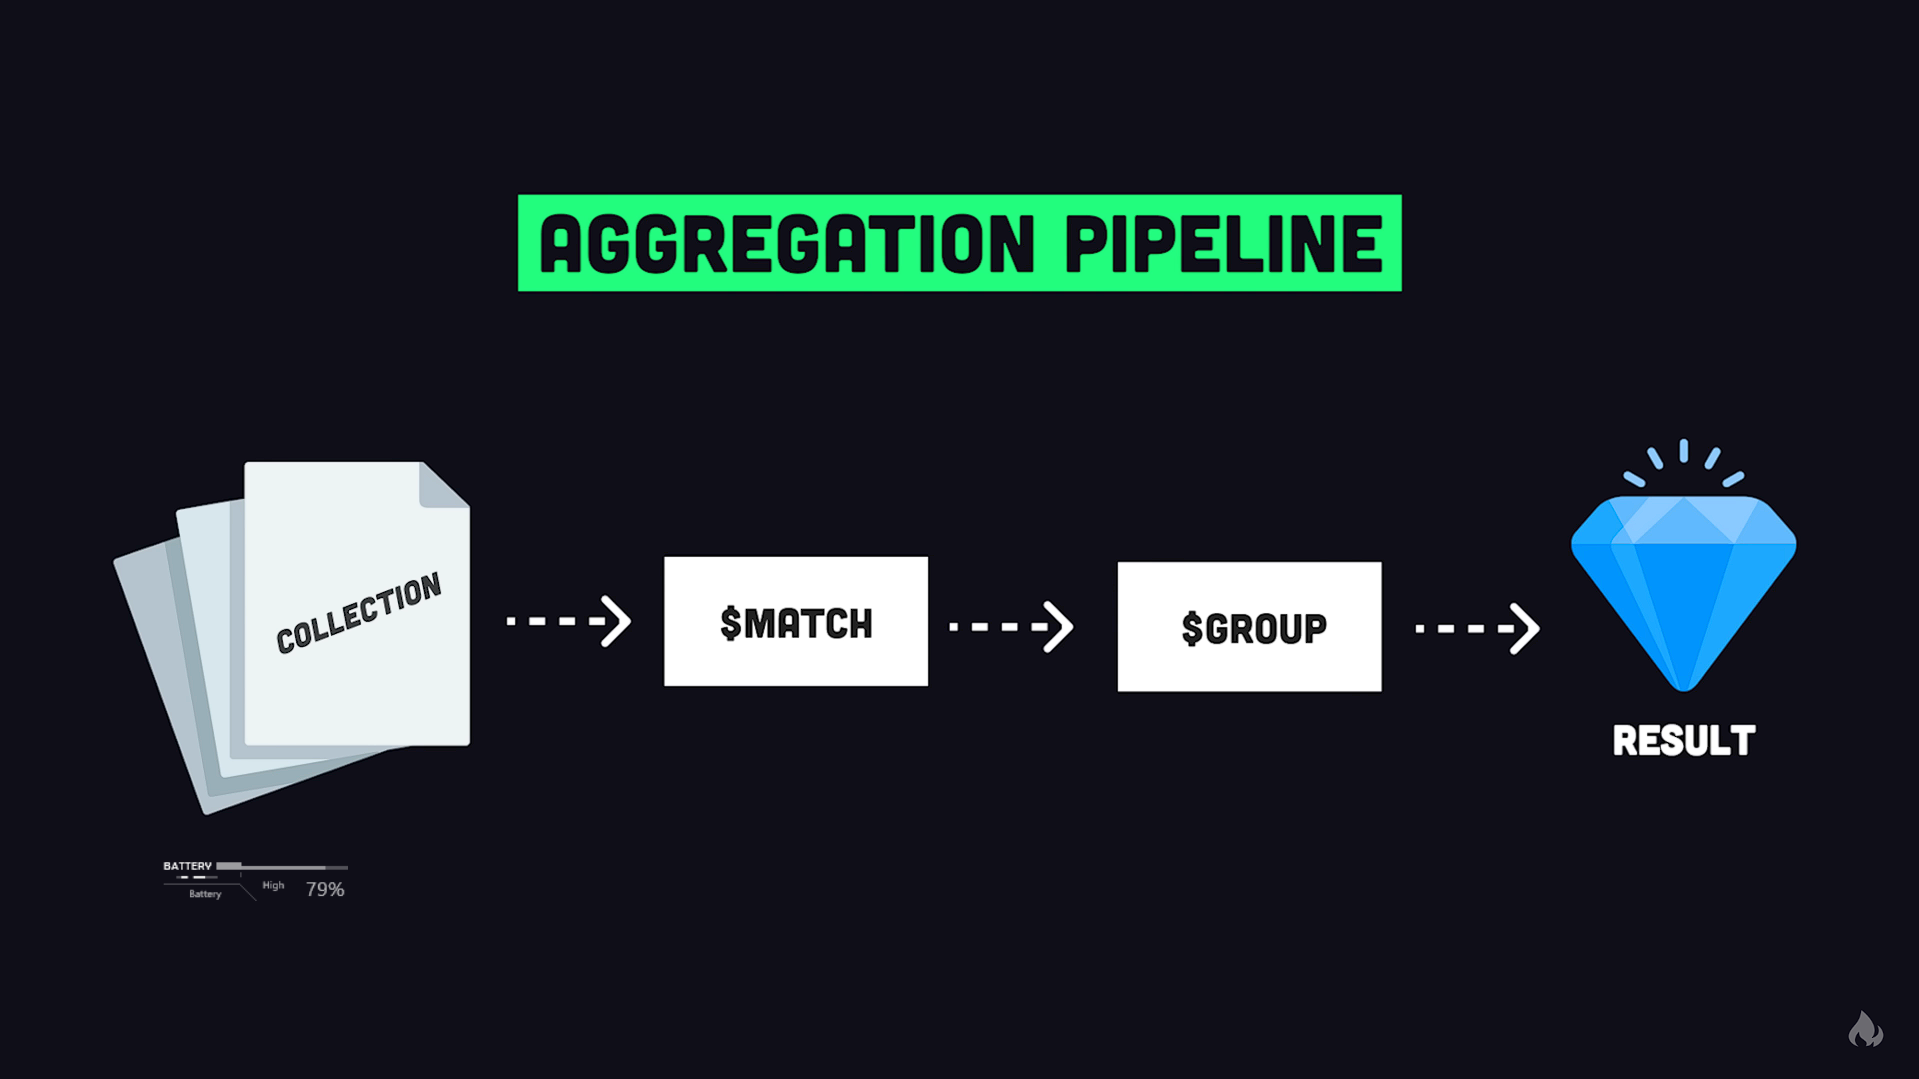 AGGREGATION PIPELINE
COLLECTION
$MATCH
$GROUP
RESULT
BATTERY
Battery
High
79%